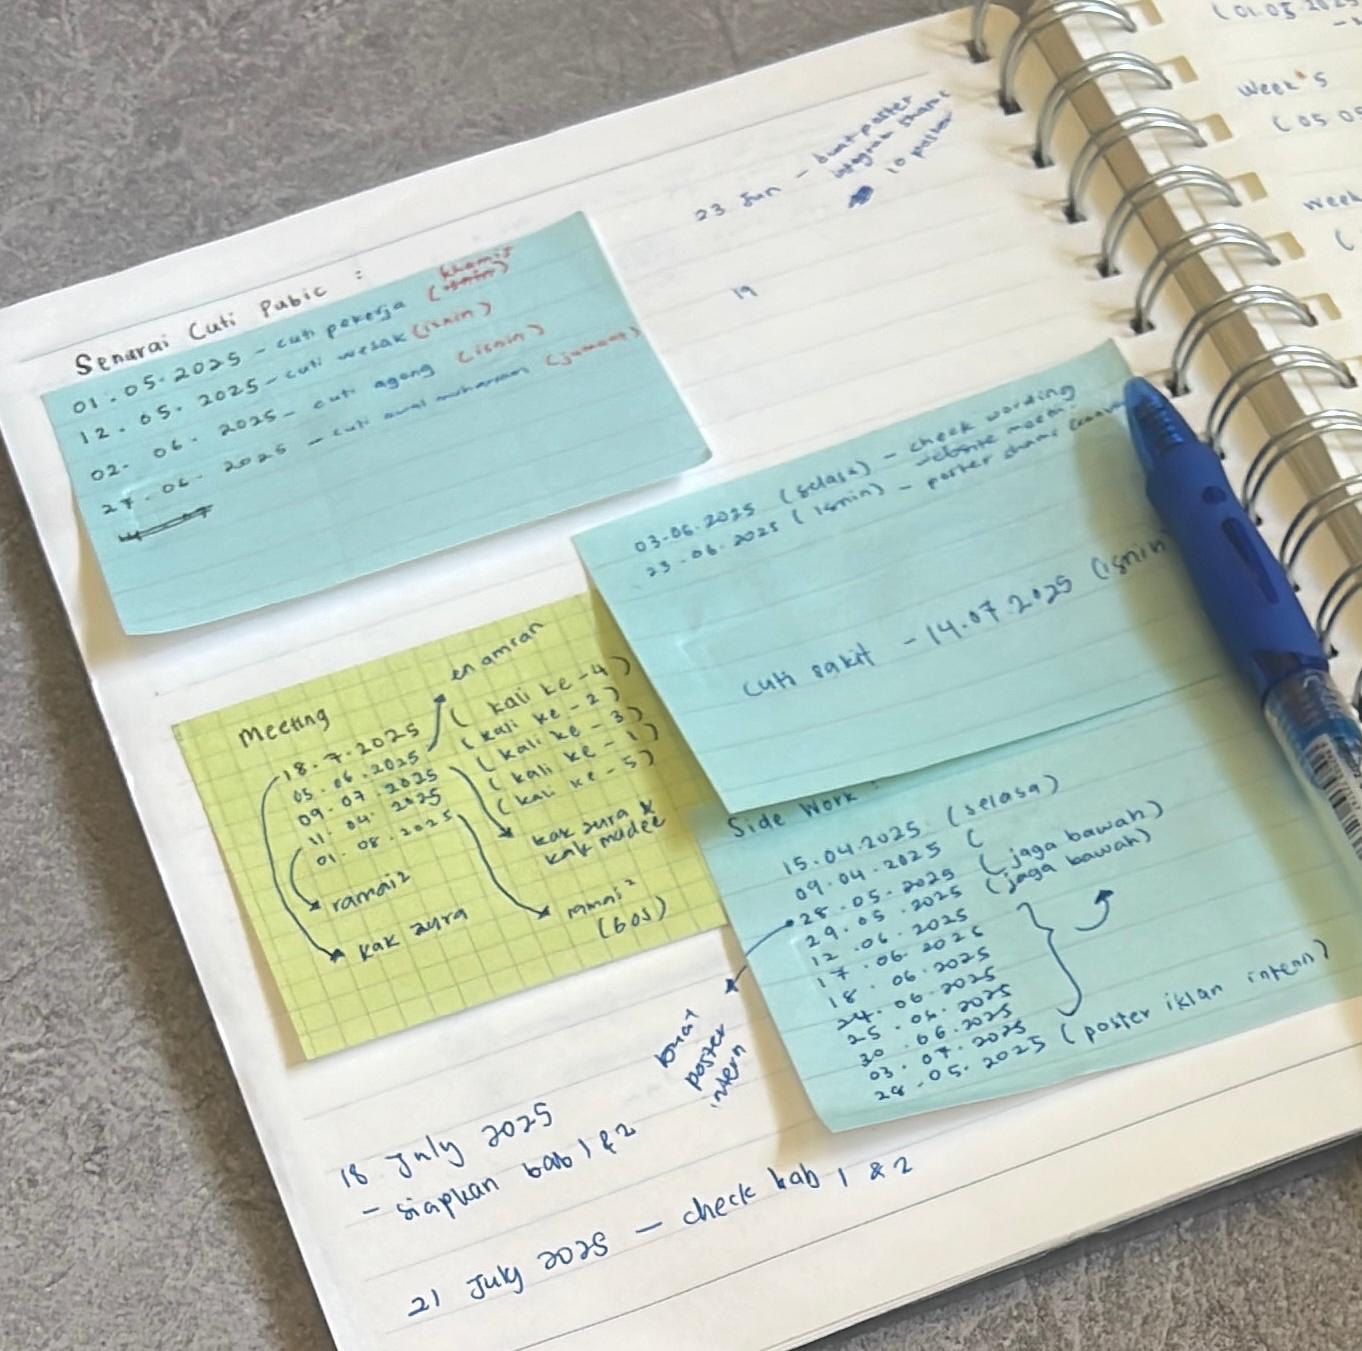 Senarai Cuti Pubic :
01.05.2025 - cuti pekerja (khamis)
12.05.2025 - cuti wesak (isnin)
02.06.2025 - cuti agong (isnin)
27.06.2025 - cuti awal muharram (jumaat)
23 Jun - buat poster
integrum shamc
10 poster
19
03.06.2025 (selasa) - check wording
website
23.06.2025 (isnin) - poster
Cuti sakit - 14.07.2025 (isnin
Meeting
en amran
18.7.2025 (kali ke - 4)
05.06.2025 (kali ke - 2)
09.07.2025 (kali ke - 3)
11.04.2025 (kali ke - 1)
01.08.2025 (kali ke - 5)
kak zura &
kak madee
ramai²
kak zura
ramai²
(bos)
Side Work :
15.04.2025 (selasa)
09.04.2025 (
28.05.2025 (jaga bawah)
29.05.2025 (jaga bawah)
12.06.2025
17.06.2025
18.06.2025
24.06.2025
25.06.2025
30.06.2025
03.07.2025
28.05.2025 (poster iklan intern)
buat
poster
intern
18 July 2025
- siapkan bab 1 & 2
21 July 2025 - check bab 1 & 2
(01.05.2025
Week 5
(05 05
Week
(